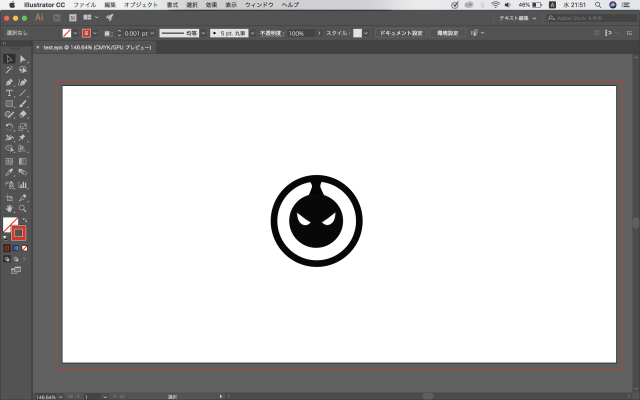 Illustrator CC ファイル 編集 オブジェクト 書式 選択 効果 表示 ウィンドウ ヘルプ 46% 水 21:51
Ai Br St テキスト編集 Adobe Stock を検索
選択なし 線： 0.001 pt 均等 5 pt. 丸筆 不透明度： 100% スタイル： ドキュメント設定 環境設定
× test.eps @ 146.64% (CMYK/GPU プレビュー)
146.64% 1 選択